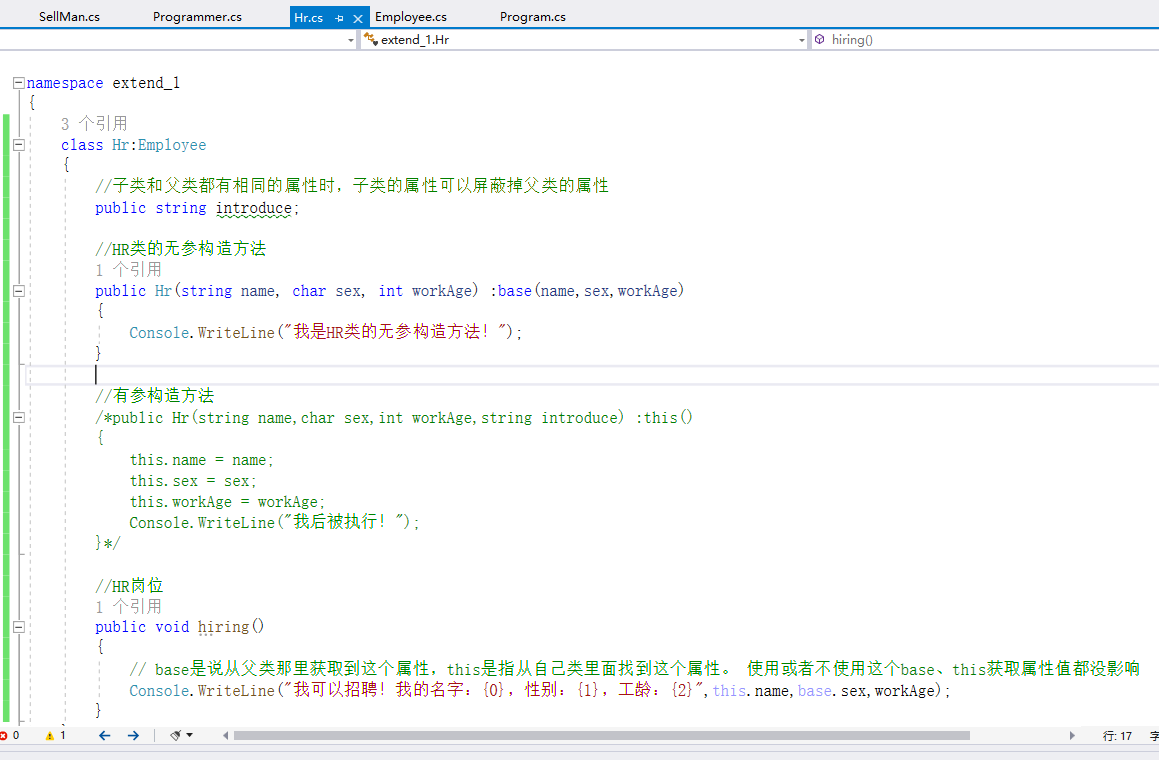 SellMan.cs Programmer.cs Hr.cs Employee.cs Program.cs
extend_1.Hr hiring()
namespace extend_1
{
3 个引用
class Hr:Employee
{
//子类和父类都有相同的属性时，子类的属性可以屏蔽掉父类的属性
public string introduce;
//HR类的无参构造方法
1 个引用
public Hr(string name, char sex, int workAge) :base(name,sex,workAge)
{
Console.WriteLine("我是HR类的无参构造方法！");
}
//有参构造方法
/*public Hr(string name,char sex,int workAge,string introduce) :this()
{
this.name = name;
this.sex = sex;
this.workAge = workAge;
Console.WriteLine("我后被执行！");
}*/
//HR岗位
1 个引用
public void hiring()
{
// base是说从父类那里获取到这个属性，this是指从自己类里面找到这个属性。 使用或者不使用这个base、this获取属性值都没影响
Console.WriteLine("我可以招聘！我的名字：{0}，性别：{1}，工龄：{2}",this.name,base.sex,workAge);
}
0 1 行: 17